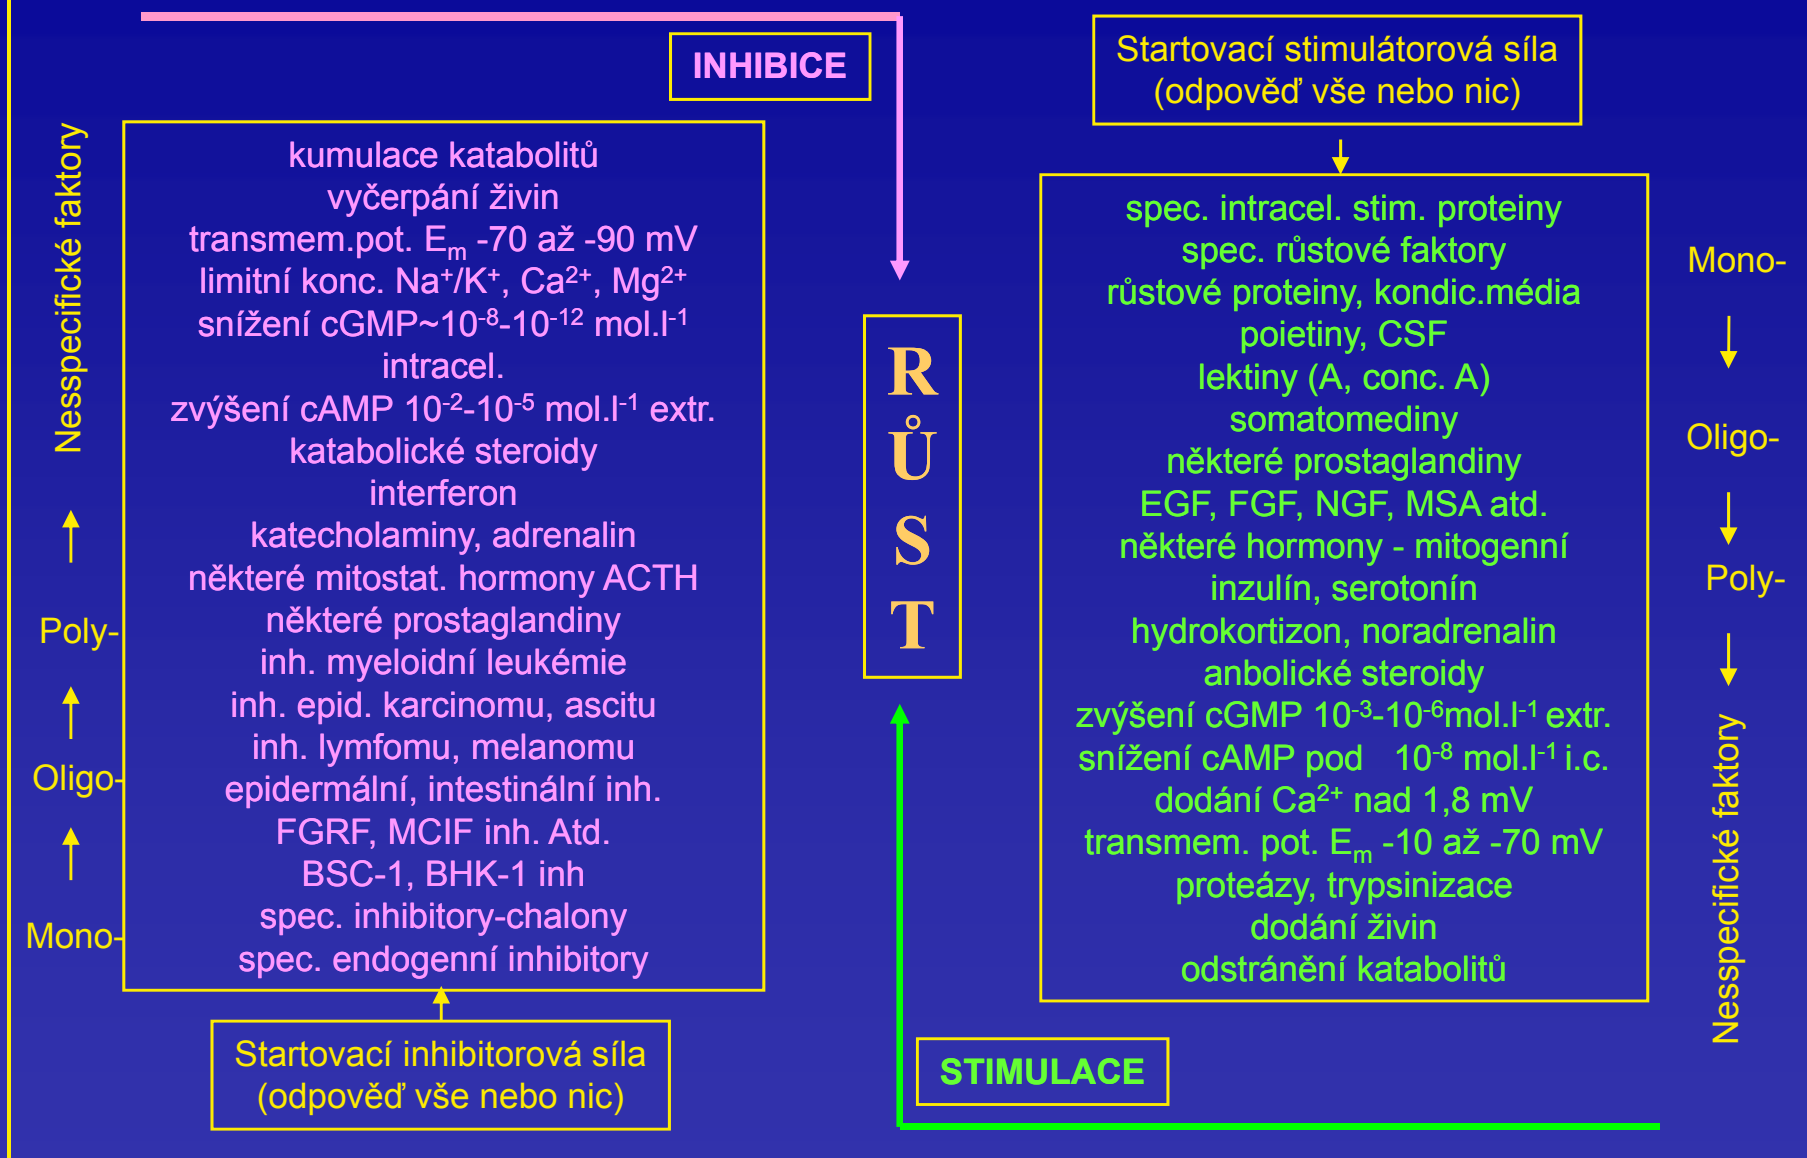 INHIBICE
Startovací stimulátorová síla
(odpověď vše nebo nic)
Nesspecifické faktory
Poly-
Oligo-
Mono-
kumulace katabolitů
vyčerpání živin
transmem.pot. Eₘ -70 až -90 mV
limitní konc. Na⁺/K⁺, Ca²⁺, Mg²⁺
snížení cGMP~10⁻⁸-10⁻¹² mol.l⁻¹
intracel.
zvýšení cAMP 10⁻²-10⁻⁵ mol.l⁻¹ extr.
katabolické steroidy
interferon
katecholaminy, adrenalin
některé mitostat. hormony ACTH
některé prostaglandiny
inh. myeloidní leukémie
inh. epid. karcinomu, ascitu
inh. lymfomu, melanomu
epidermální, intestinální inh.
FGRF, MCIF inh. Atd.
BSC-1, BHK-1 inh
spec. inhibitory-chalony
spec. endogenní inhibitory
Startovací inhibitorová síla
(odpověď vše nebo nic)
R
Ů
S
T
spec. intracel. stim. proteiny
spec. růstové faktory
růstové proteiny, kondic.média
poietiny, CSF
lektiny (A, conc. A)
somatomediny
některé prostaglandiny
EGF, FGF, NGF, MSA atd.
některé hormony - mitogenní
inzulín, serotonín
hydrokortizon, noradrenalin
anbolické steroidy
zvýšení cGMP 10⁻³-10⁻⁶mol.l⁻¹ extr.
snížení cAMP pod 10⁻⁸ mol.l⁻¹ i.c.
dodání Ca²⁺ nad 1,8 mV
transmem. pot. Eₘ -10 až -70 mV
proteázy, trypsinizace
dodání živin
odstránění katabolitů
Mono-
Oligo-
Poly-
Nesspecifické faktory
STIMULACE